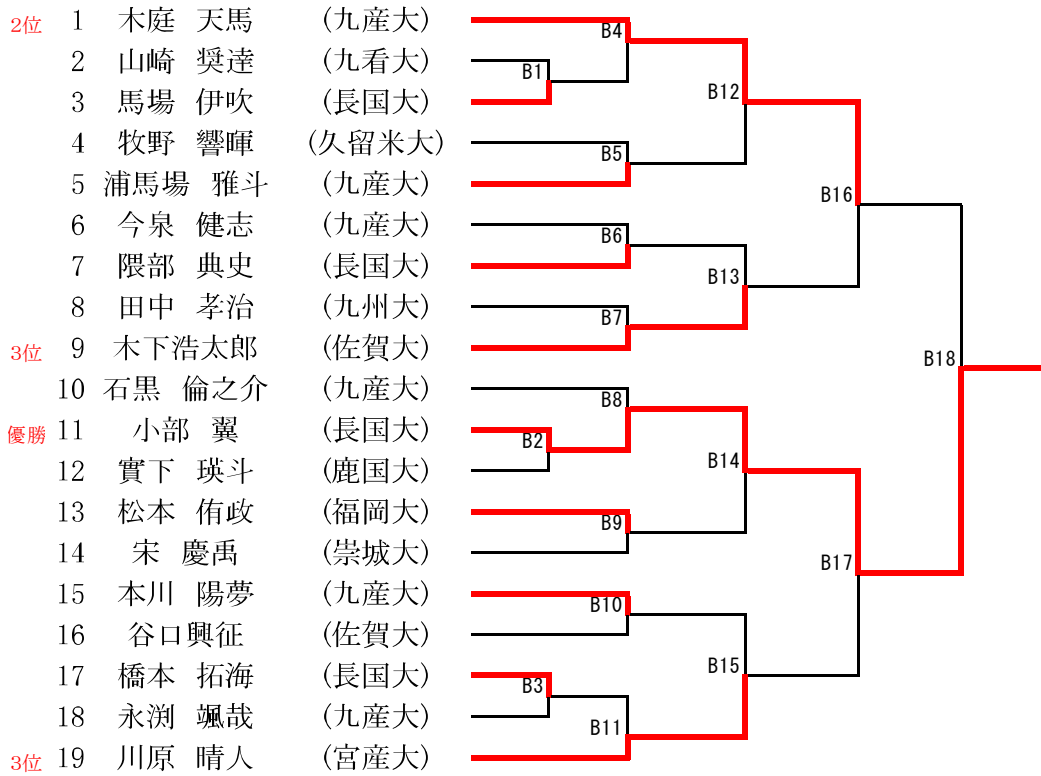 2位 1 木庭 天馬 (九産大)
2 山崎 奨達 (九看大)
3 馬場 伊吹 (長国大)
4 牧野 響暉 (久留米大)
5 浦馬場 雅斗 (九産大)
6 今泉 健志 (九産大)
7 隈部 典史 (長国大)
8 田中 孝治 (九州大)
3位 9 木下浩太郎 (佐賀大)
10 石黒 倫之介 (九産大)
優勝 11 小部 翼 (長国大)
12 實下 瑛斗 (鹿国大)
13 松本 侑政 (福岡大)
14 宋 慶禹 (崇城大)
15 本川 陽夢 (九産大)
16 谷口興征 (佐賀大)
17 橋本 拓海 (長国大)
18 永渕 颯哉 (九産大)
3位 19 川原 晴人 (宮産大)
B1
B2
B3
B4
B5
B6
B7
B8
B9
B10
B11
B12
B13
B14
B15
B16
B17
B18